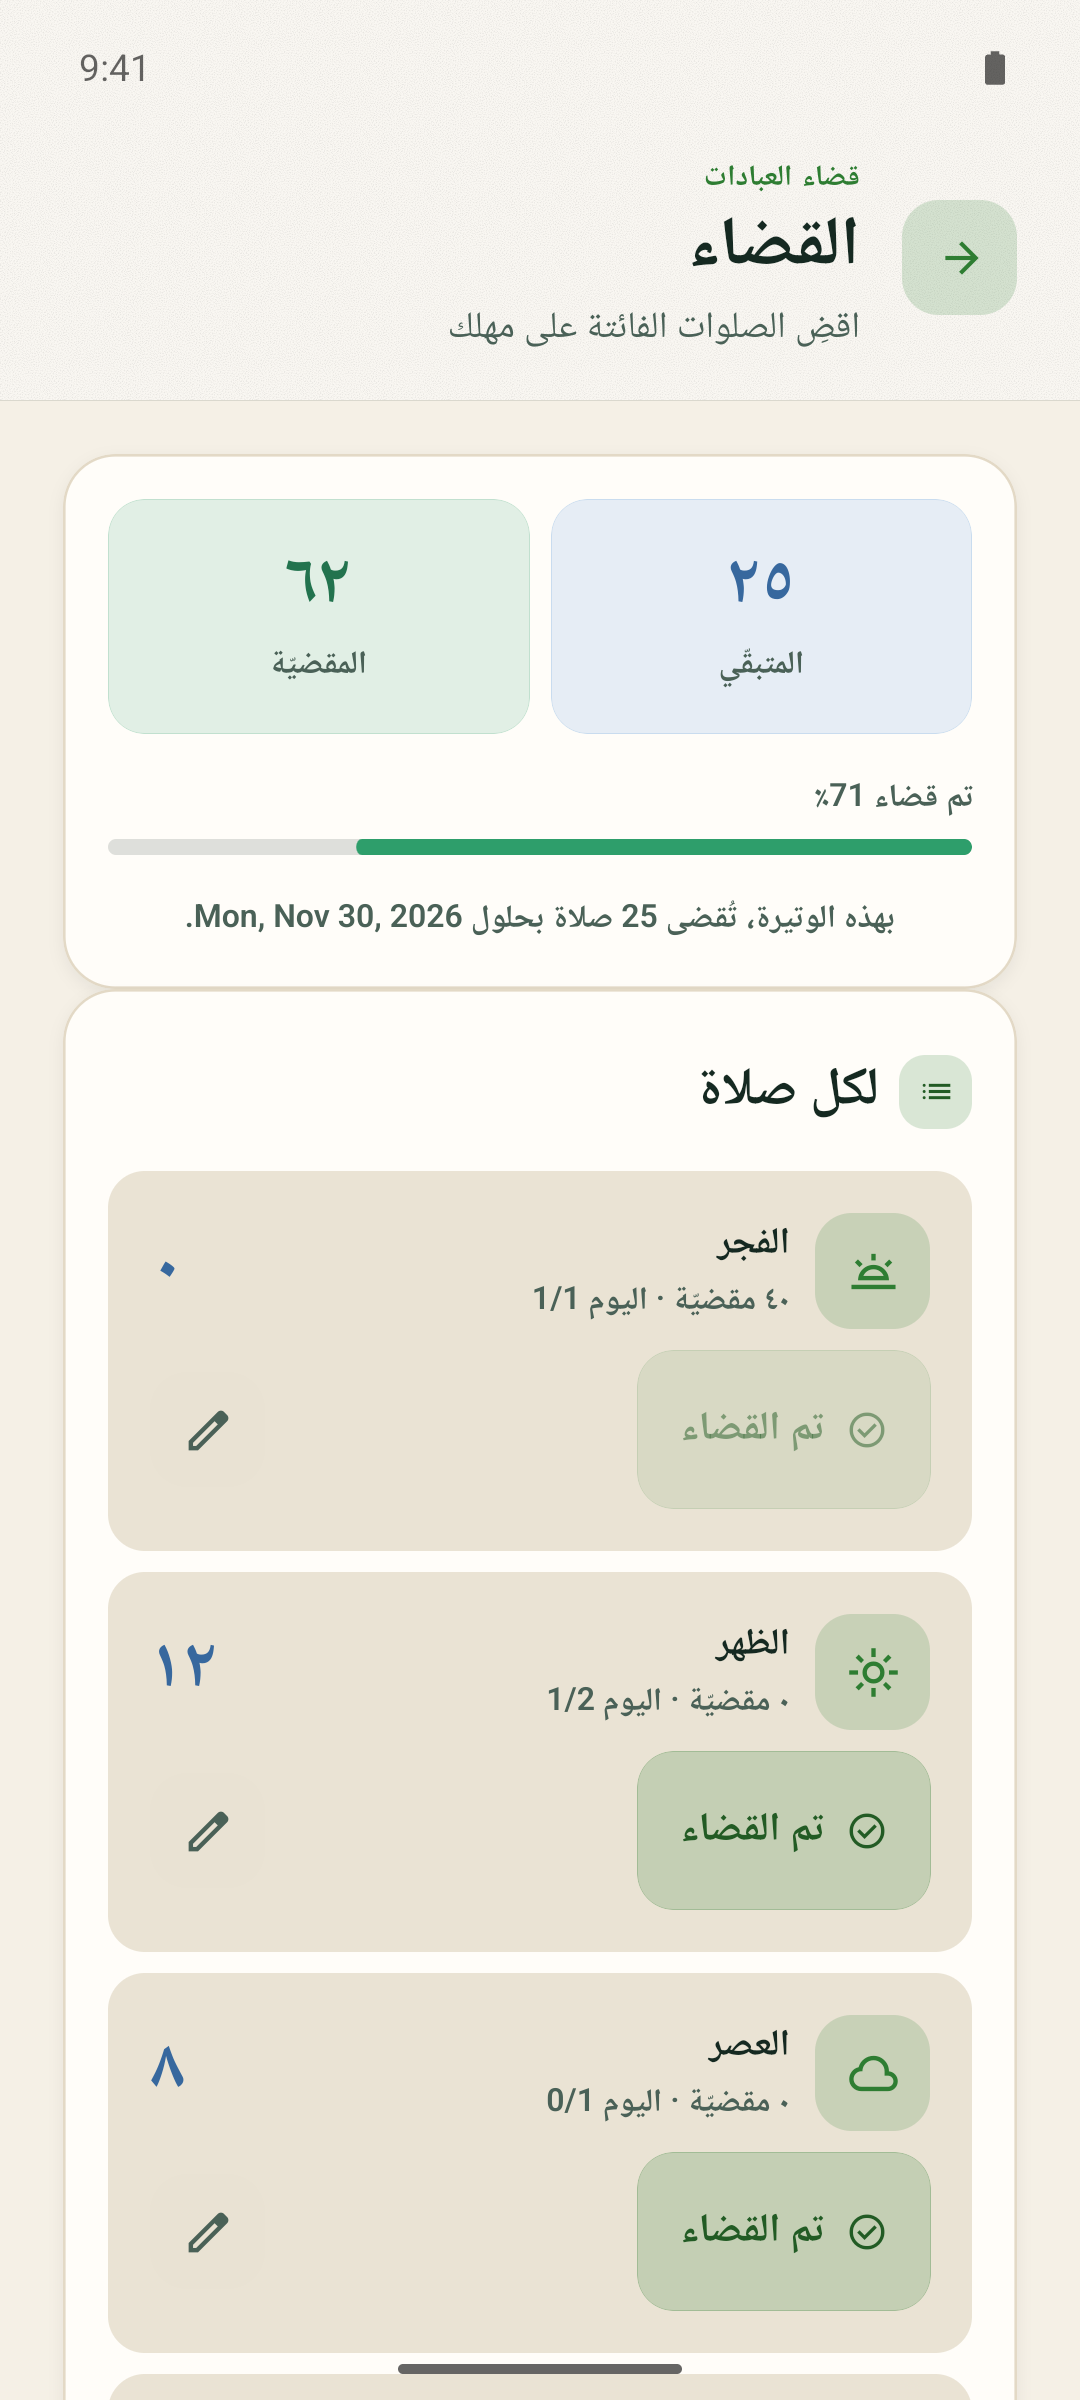 9:41
قضاء العبادات
القضاء
اقضِ الصلوات الفائتة على مهلك
٢٥
المتبقّي
٦٢
المقضيّة
تم قضاء 71٪
بهذه الوتيرة، تُقضى 25 صلاة بحلول Mon, Nov 30, 2026.
لكل صلاة
الفجر
٤٠ مقضيّة · اليوم 1/1
٠
تم القضاء
الظهر
٠ مقضيّة · اليوم 1/2
١٢
تم القضاء
العصر
٠ مقضيّة · اليوم 0/1
٨
تم القضاء